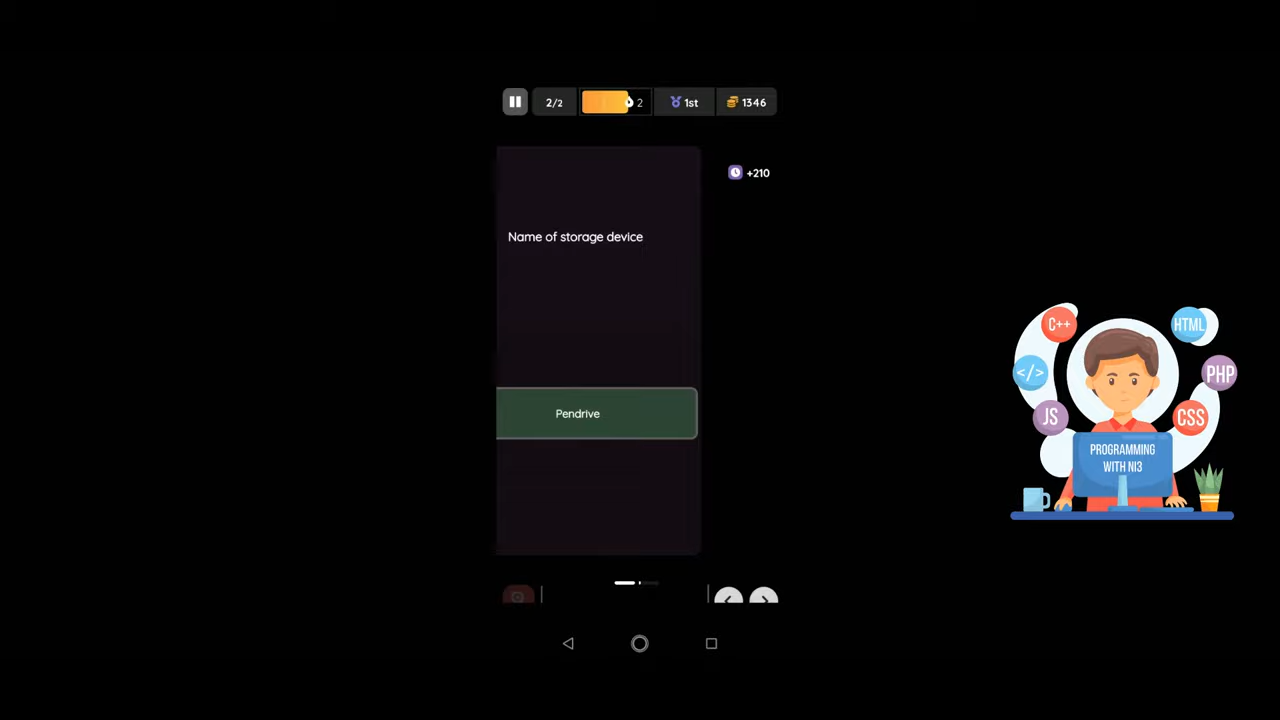 2/2
2
1st
1346
+210
Name of storage device
Pendrive
C++
HTML
</>
PHP
JS
CSS
PROGRAMMING
WITH NI3